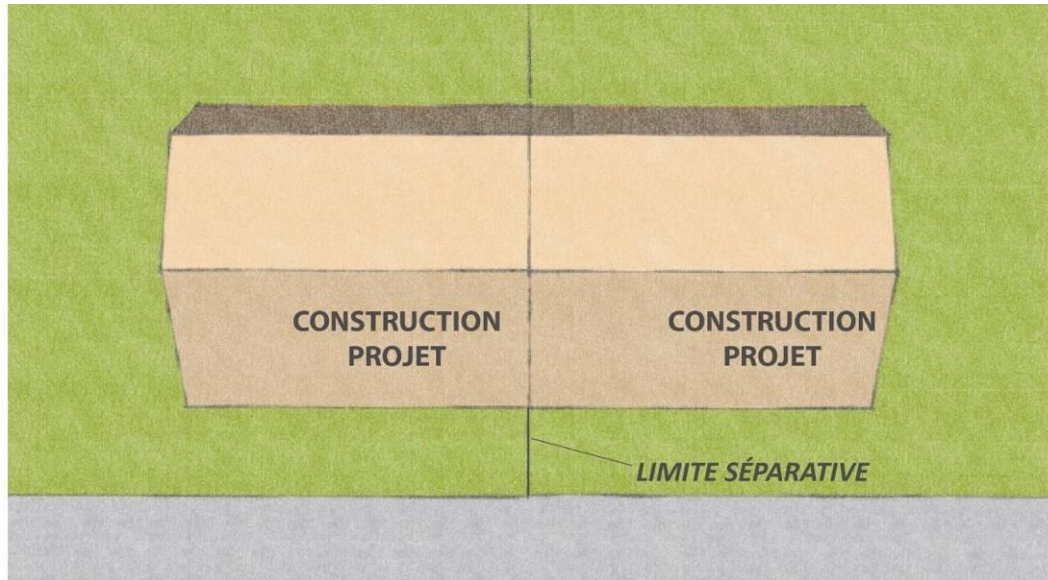 CONSTRUCTION
PROJET
CONSTRUCTION
PROJET
LIMITE SÉPARATIVE